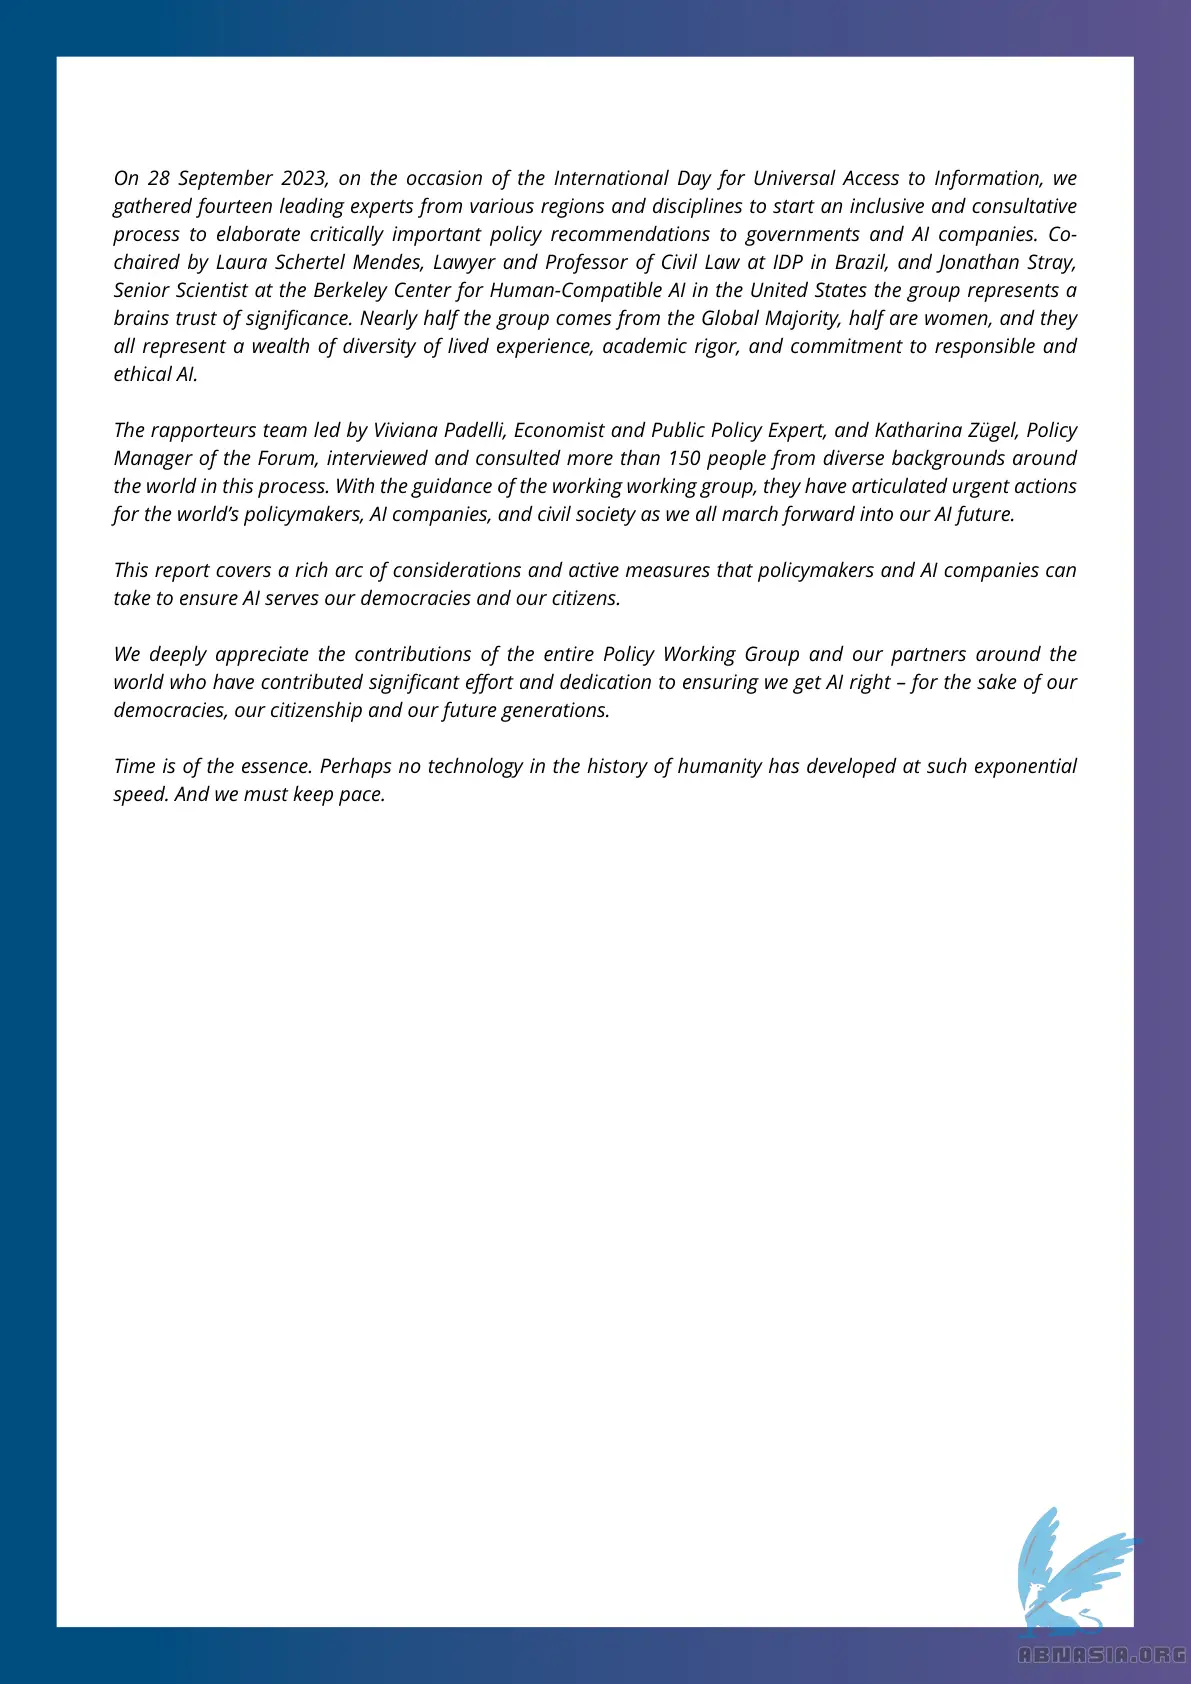 On 28 September 2023, on the occasion of the International Day for Universal Access to Information, we
gathered fourteen leading experts from various regions and disciplines to start an inclusive and consultative
process to elaborate critically important policy recommendations to governments and AI companies. Co-
chaired by Laura Schertel Mendes, Lawyer and Professor of Civil Law at IDP in Brazil, and Jonathan Stray,
Senior Scientist at the Berkeley Center for Human-Compatible AI in the United States the group represents a
brains trust of significance. Nearly half the group comes from the Global Majority, half are women, and they
all represent a wealth of diversity of lived experience, academic rigor, and commitment to responsible and
ethical AI.
The rapporteurs team led by Viviana Padelli, Economist and Public Policy Expert, and Katharina Zügel, Policy
Manager of the Forum, interviewed and consulted more than 150 people from diverse backgrounds around
the world in this process. With the guidance of the working working group, they have articulated urgent actions
for the world’s policymakers, AI companies, and civil society as we all march forward into our AI future.
This report covers a rich arc of considerations and active measures that policymakers and AI companies can
take to ensure AI serves our democracies and our citizens.
We deeply appreciate the contributions of the entire Policy Working Group and our partners around the
world who have contributed significant effort and dedication to ensuring we get AI right – for the sake of our
democracies, our citizenship and our future generations.
Time is of the essence. Perhaps no technology in the history of humanity has developed at such exponential
speed. And we must keep pace.
ABNASIA.ORG